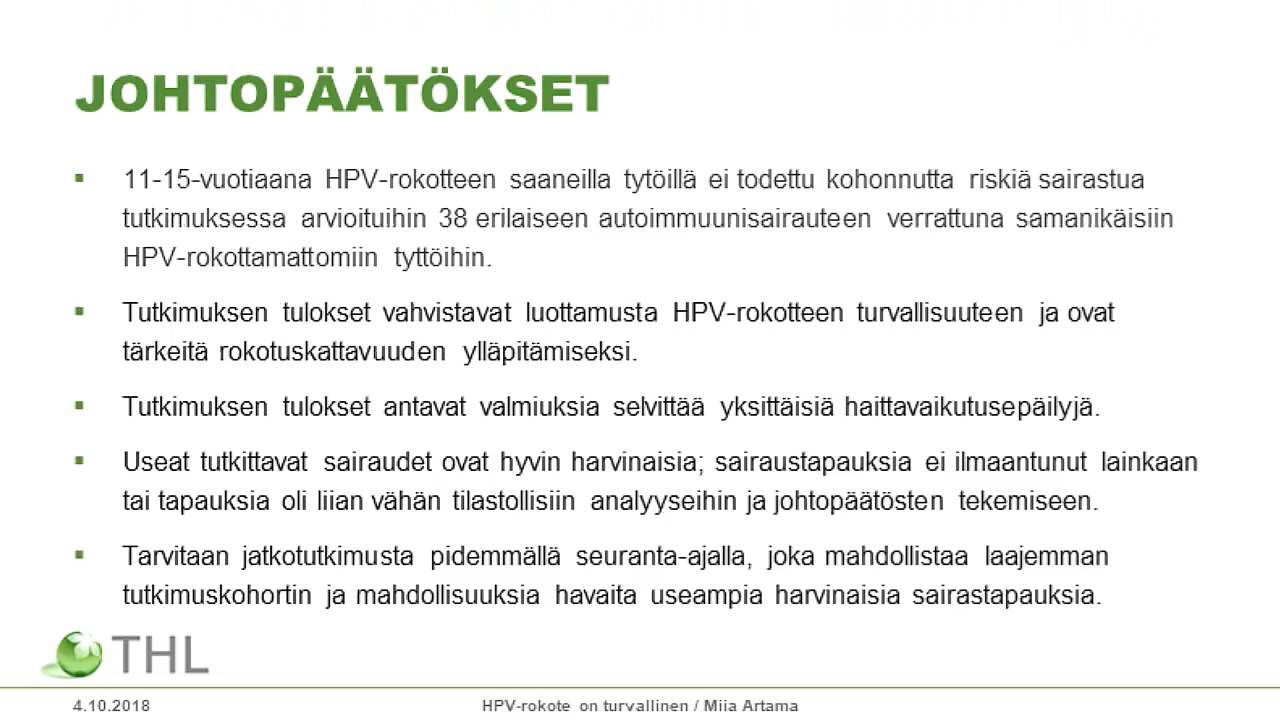 JOHTOPÄÄTÖKSET
▪ 11-15-vuotiaana HPV-rokotteen saaneilla tytöillä ei todettu kohonnutta riskiä sairastua
tutkimuksessa arvioituihin 38 erilaiseen autoimmuunisairauteen verrattuna samanikäisiin
HPV-rokottamattomiin tyttöihin.
▪ Tutkimuksen tulokset vahvistavat luottamusta HPV-rokotteen turvallisuuteen ja ovat
tärkeitä rokotuskattavuuden ylläpitämiseksi.
▪ Tutkimuksen tulokset antavat valmiuksia selvittää yksittäisiä haittavaikutusepäilyjä.
▪ Useat tutkittavat sairaudet ovat hyvin harvinaisia; sairaustapauksia ei ilmaantunut lainkaan
tai tapauksia oli liian vähän tilastollisiin analyyseihin ja johtopäätösten tekemiseen.
▪ Tarvitaan jatkotutkimusta pidemmällä seuranta-ajalla, joka mahdollistaa laajemman
tutkimuskohortin ja mahdollisuuksia havaita useampia harvinaisia sairastapauksia.
THL
4.10.2018
HPV-rokote on turvallinen / Miia Artama